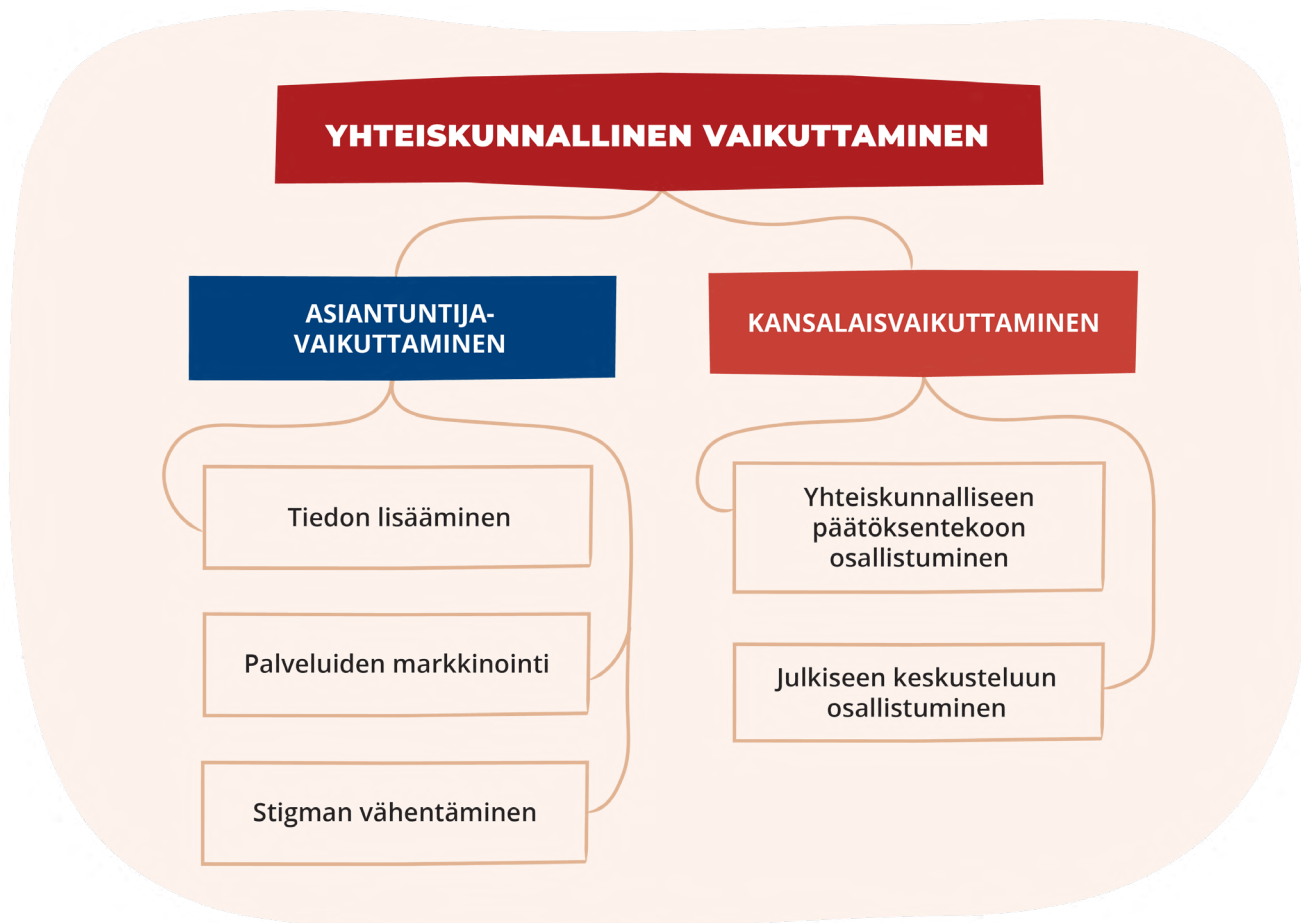 YHTEISKUNNALLINEN VAIKUTTAMINEN
ASIANTUNTIJA-
VAIKUTTAMINEN
Tiedon lisääminen
Palveluiden markkinointi
Stigman vähentäminen
KANSALAISVAIKUTTAMINEN
Yhteiskunnalliseen
päätöksentekoon
osallistuminen
Julkiseen keskusteluun
osallistuminen